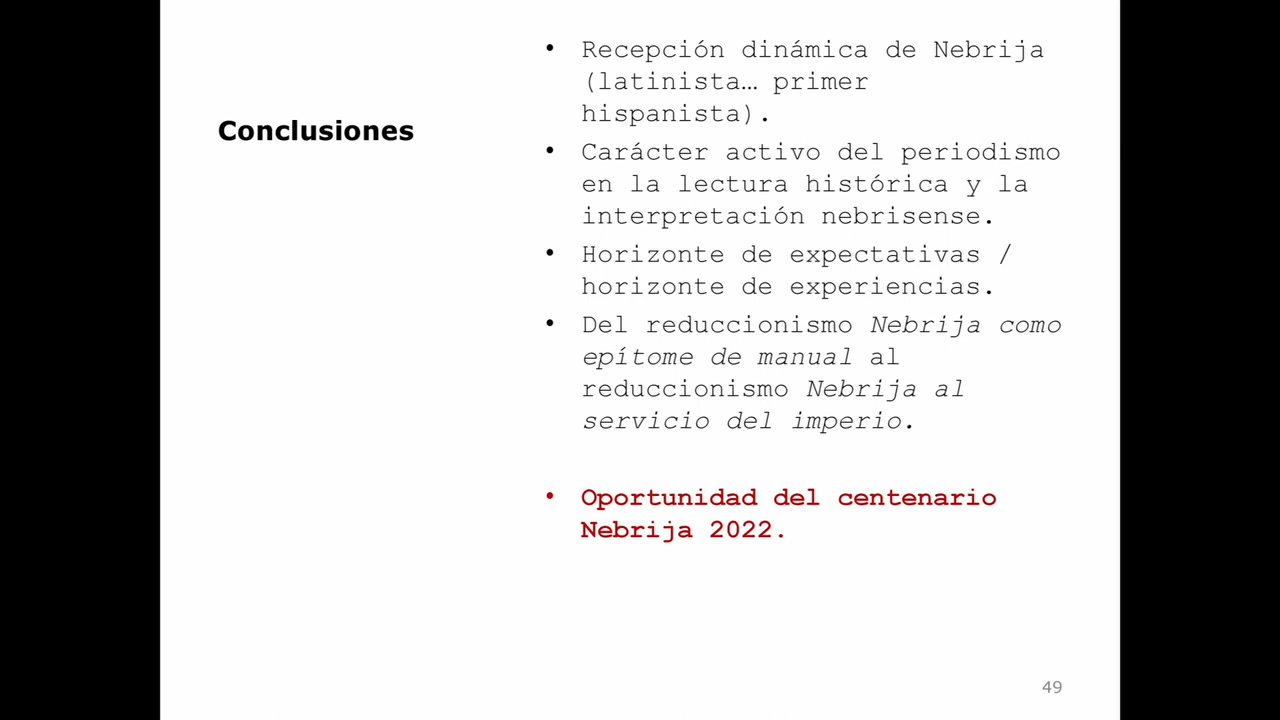 Conclusiones
• Recepción dinámica de Nebrija
(latinista… primer
hispanista).
• Carácter activo del periodismo
en la lectura histórica y la
interpretación nebrisense.
• Horizonte de expectativas /
horizonte de experiencias.
• Del reduccionismo Nebrija como
epítome de manual al
reduccionismo Nebrija al
servicio del imperio.
• Oportunidad del centenario
Nebrija 2022.
49